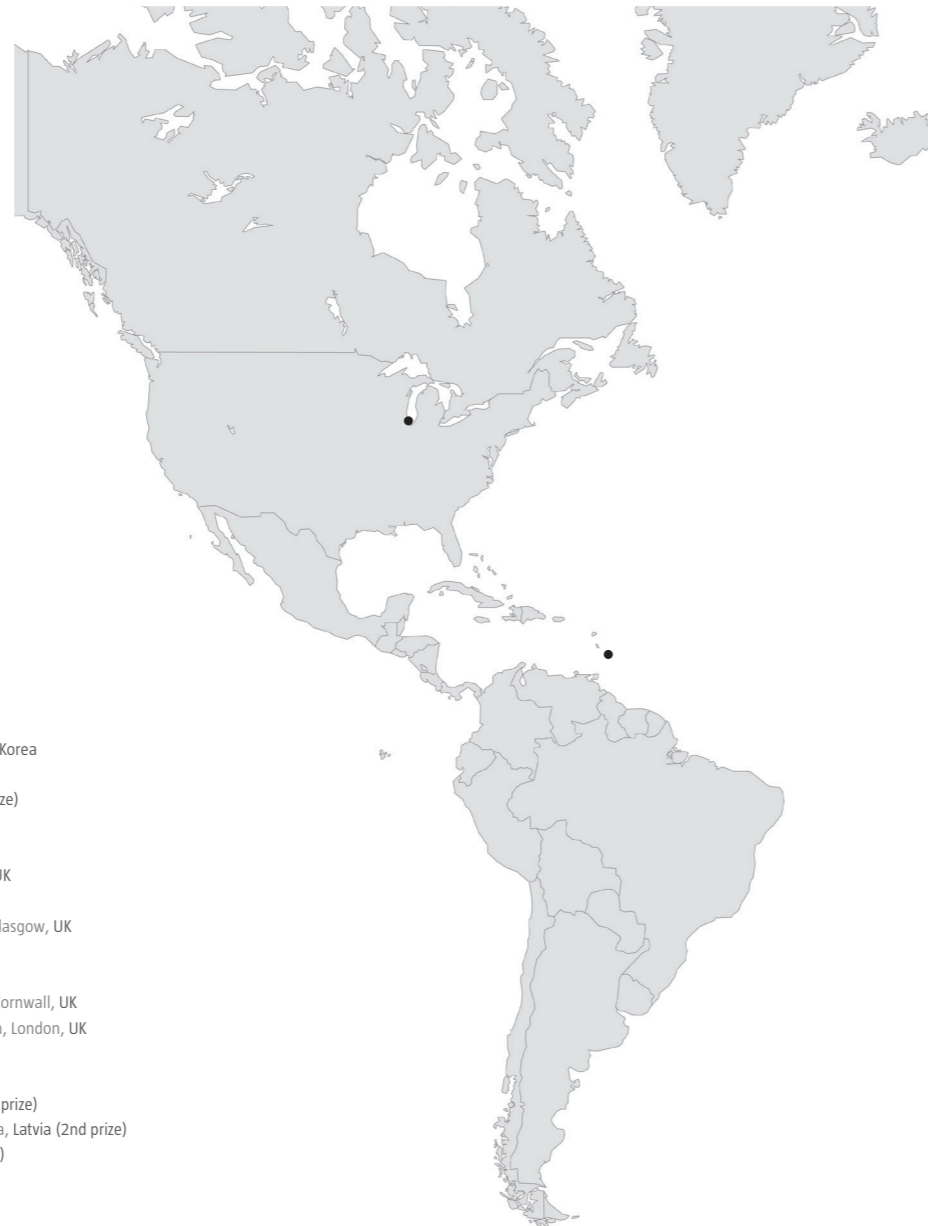 Korea
ze)
UK
lasgow, UK
ornwall, UK
, London, UK
prize)
a, Latvia (2nd prize)
)